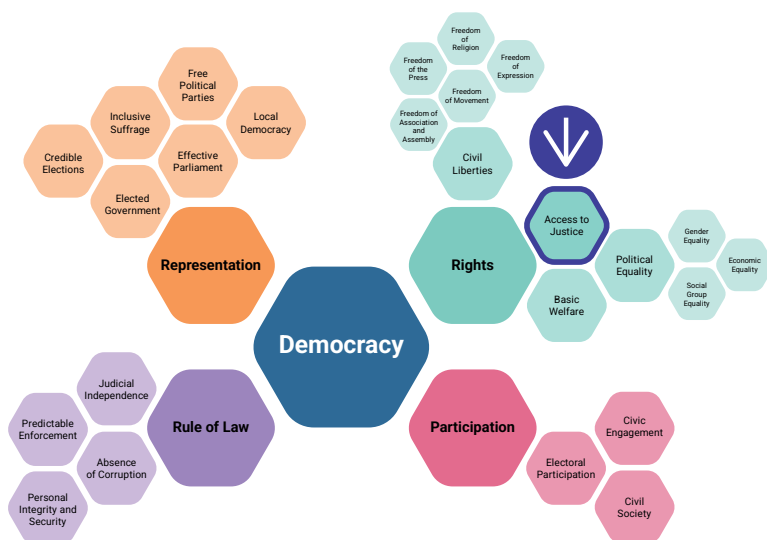 Free
Political
Parties
Inclusive
Suffrage
Local
Democracy
Credible
Elections
Effective
Parliament
Elected
Government
Representation
Freedom
of
Religion
Freedom
of the
Press
Freedom
of
Expression
Freedom
of Movement
Freedom of
Association
and
Assembly
Civil
Liberties
Access to
Justice
Rights
Political
Equality
Gender
Equality
Economic
Equality
Social
Group
Equality
Basic
Welfare
Democracy
Judicial
Independence
Predictable
Enforcement
Rule of Law
Absence
of Corruption
Personal
Integrity and
Security
Participation
Civic
Engagement
Electoral
Participation
Civil
Society